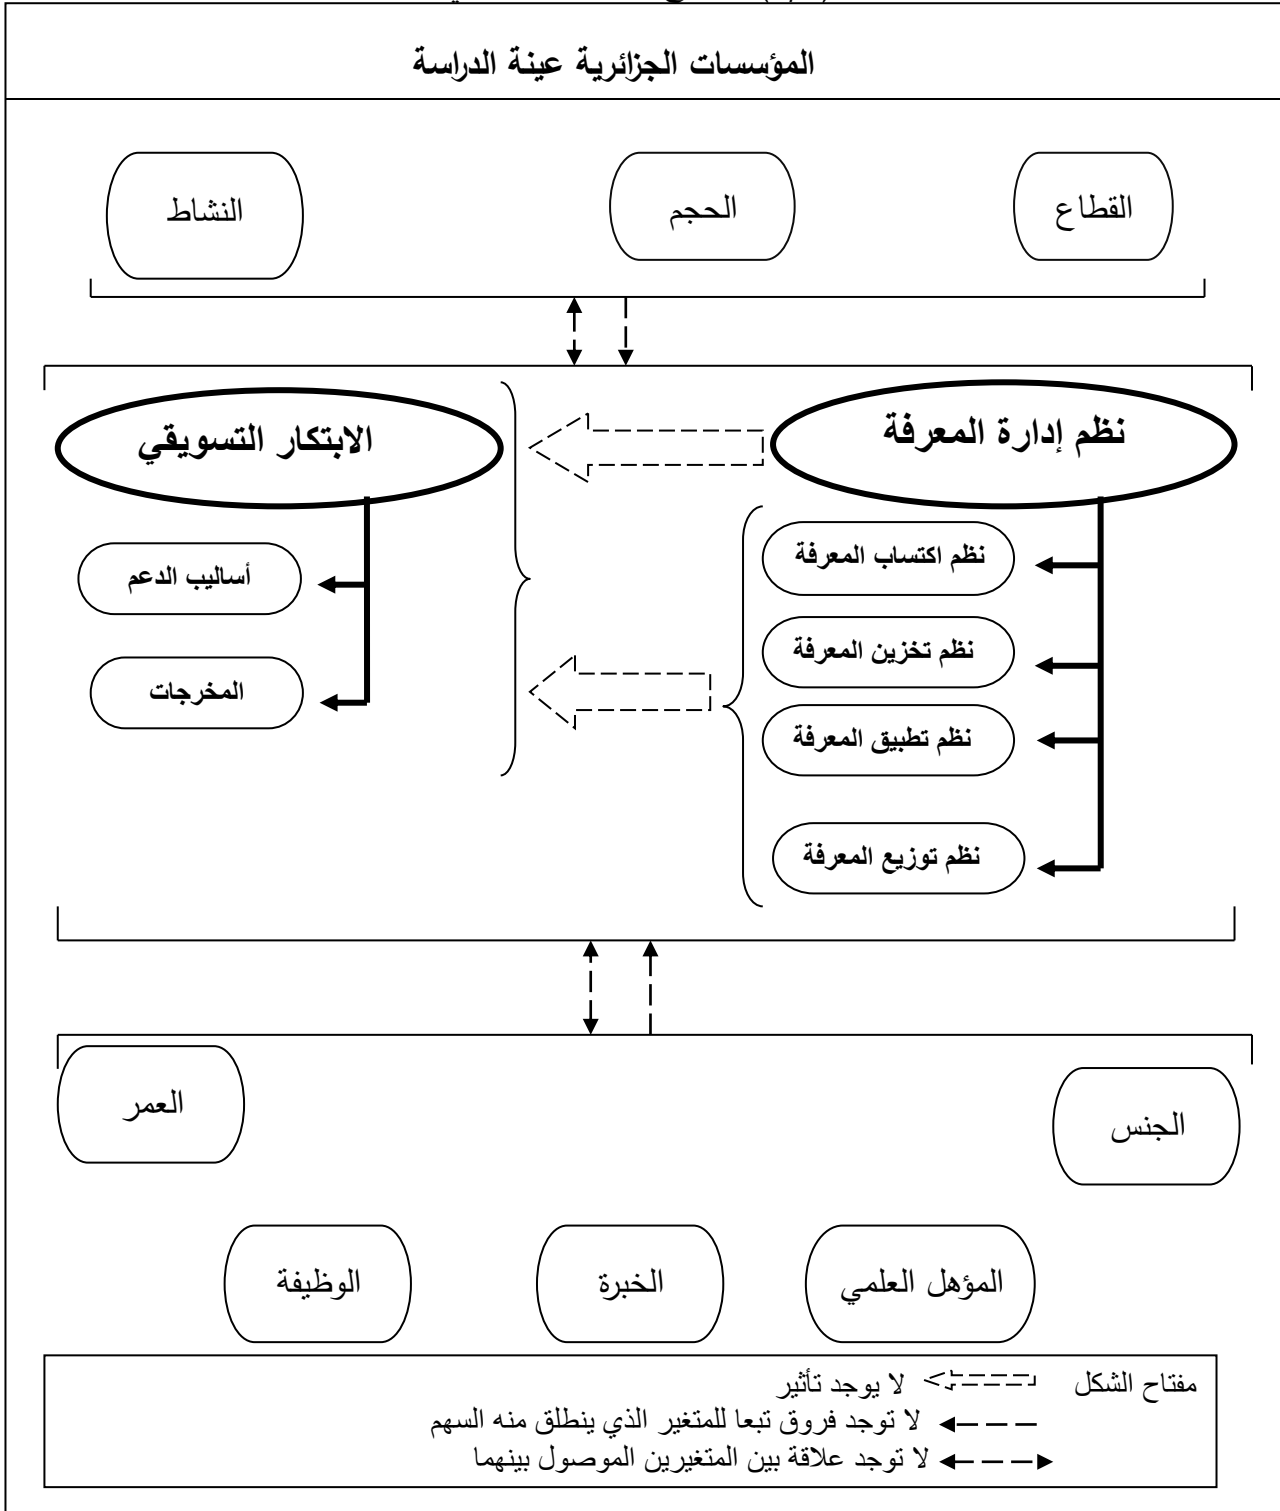 المؤسسات الجزائرية عينة الدراسة
القطاع
الحجم
النشاط
نظم إدارة المعرفة
الابتكار التسويقي
نظم اكتساب المعرفة
أساليب الدعم
نظم تخزين المعرفة
المخرجات
نظم تطبيق المعرفة
نظم توزيع المعرفة
الجنس
العمر
المؤهل العلمي
الخبرة
الوظيفة
مفتاح الشكل لا يوجد تأثير
لا توجد فروق تبعا للمتغير الذي ينطلق منه السهم
لا توجد علاقة بين المتغيرين الموصول بينهما